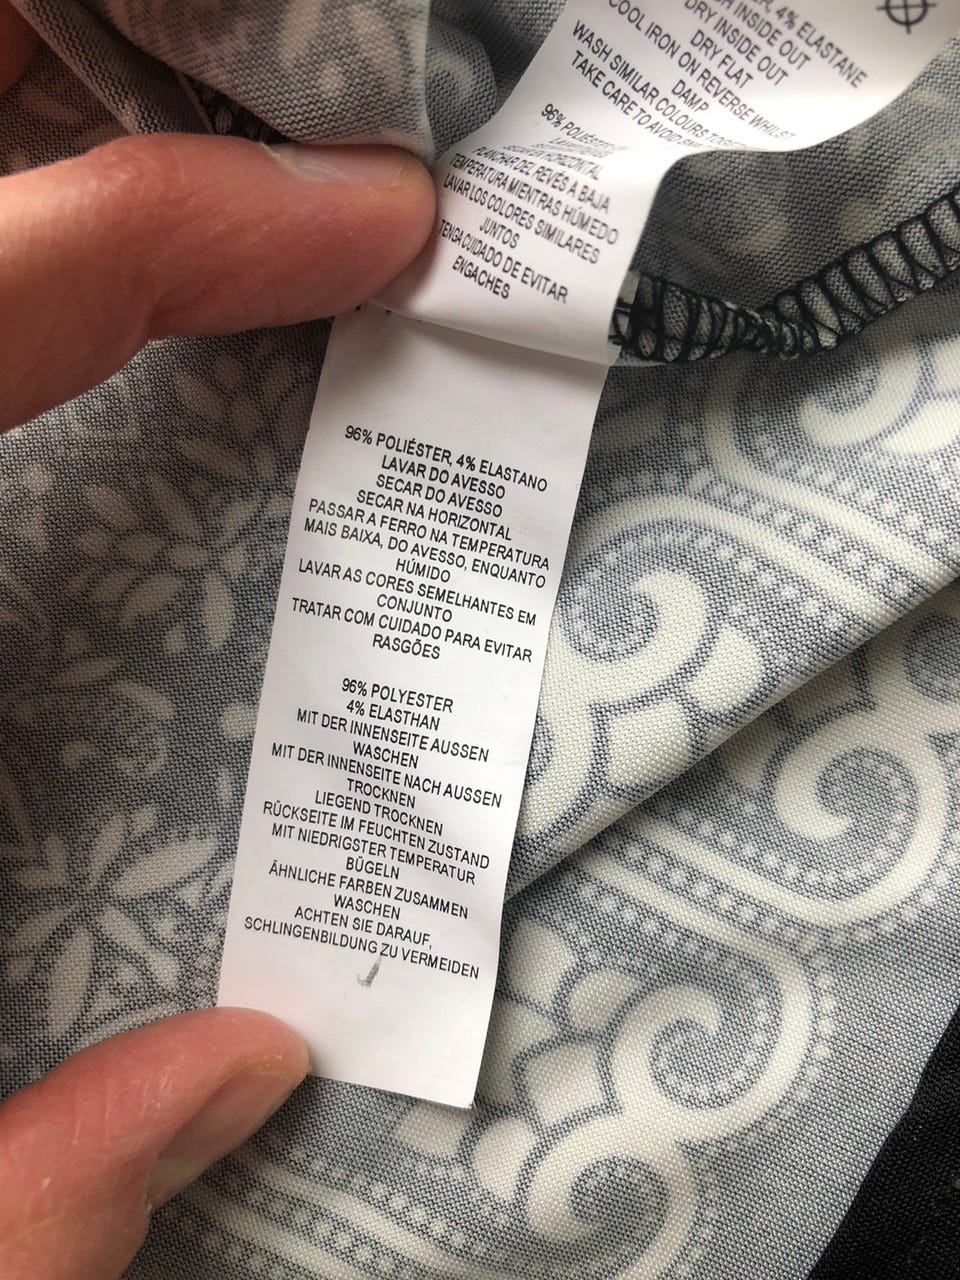 4% ELASTANE
INSIDE OUT
DRY INSIDE OUT
DRY FLAT
COOL IRON ON REVERSE WHILST
DAMP
WASH SIMILAR COLOURS
TAKE CARE TO AVOID
96%
HORIZONTAL
PLANCHAR DEL REVÉS A BAJA
TEMPERATURA MIENTRAS HÚMEDO
LAVAR LOS COLORES SIMILARES
JUNTOS
TENGA CUIDADO DE EVITAR
ENGACHES
96% POLIÉSTER, 4% ELASTANO
LAVAR DO AVESSO
SECAR DO AVESSO
SECAR NA HORIZONTAL
PASSAR A FERRO NA TEMPERATURA
MAIS BAIXA, DO AVESSO, ENQUANTO
HÚMIDO
LAVAR AS CORES SEMELHANTES EM
CONJUNTO
TRATAR COM CUIDADO PARA EVITAR
RASGÕES
96% POLYESTER
4% ELASTHAN
MIT DER INNENSEITE AUSSEN
WASCHEN
MIT DER INNENSEITE NACH AUSSEN
TROCKNEN
LIEGEND TROCKNEN
RÜCKSEITE IM FEUCHTEN ZUSTAND
MIT NIEDRIGSTER TEMPERATUR
BÜGELN
ÄHNLICHE FARBEN ZUSAMMEN
WASCHEN
ACHTEN SIE DARAUF,
SCHLINGENBILDUNG ZU VERMEIDEN